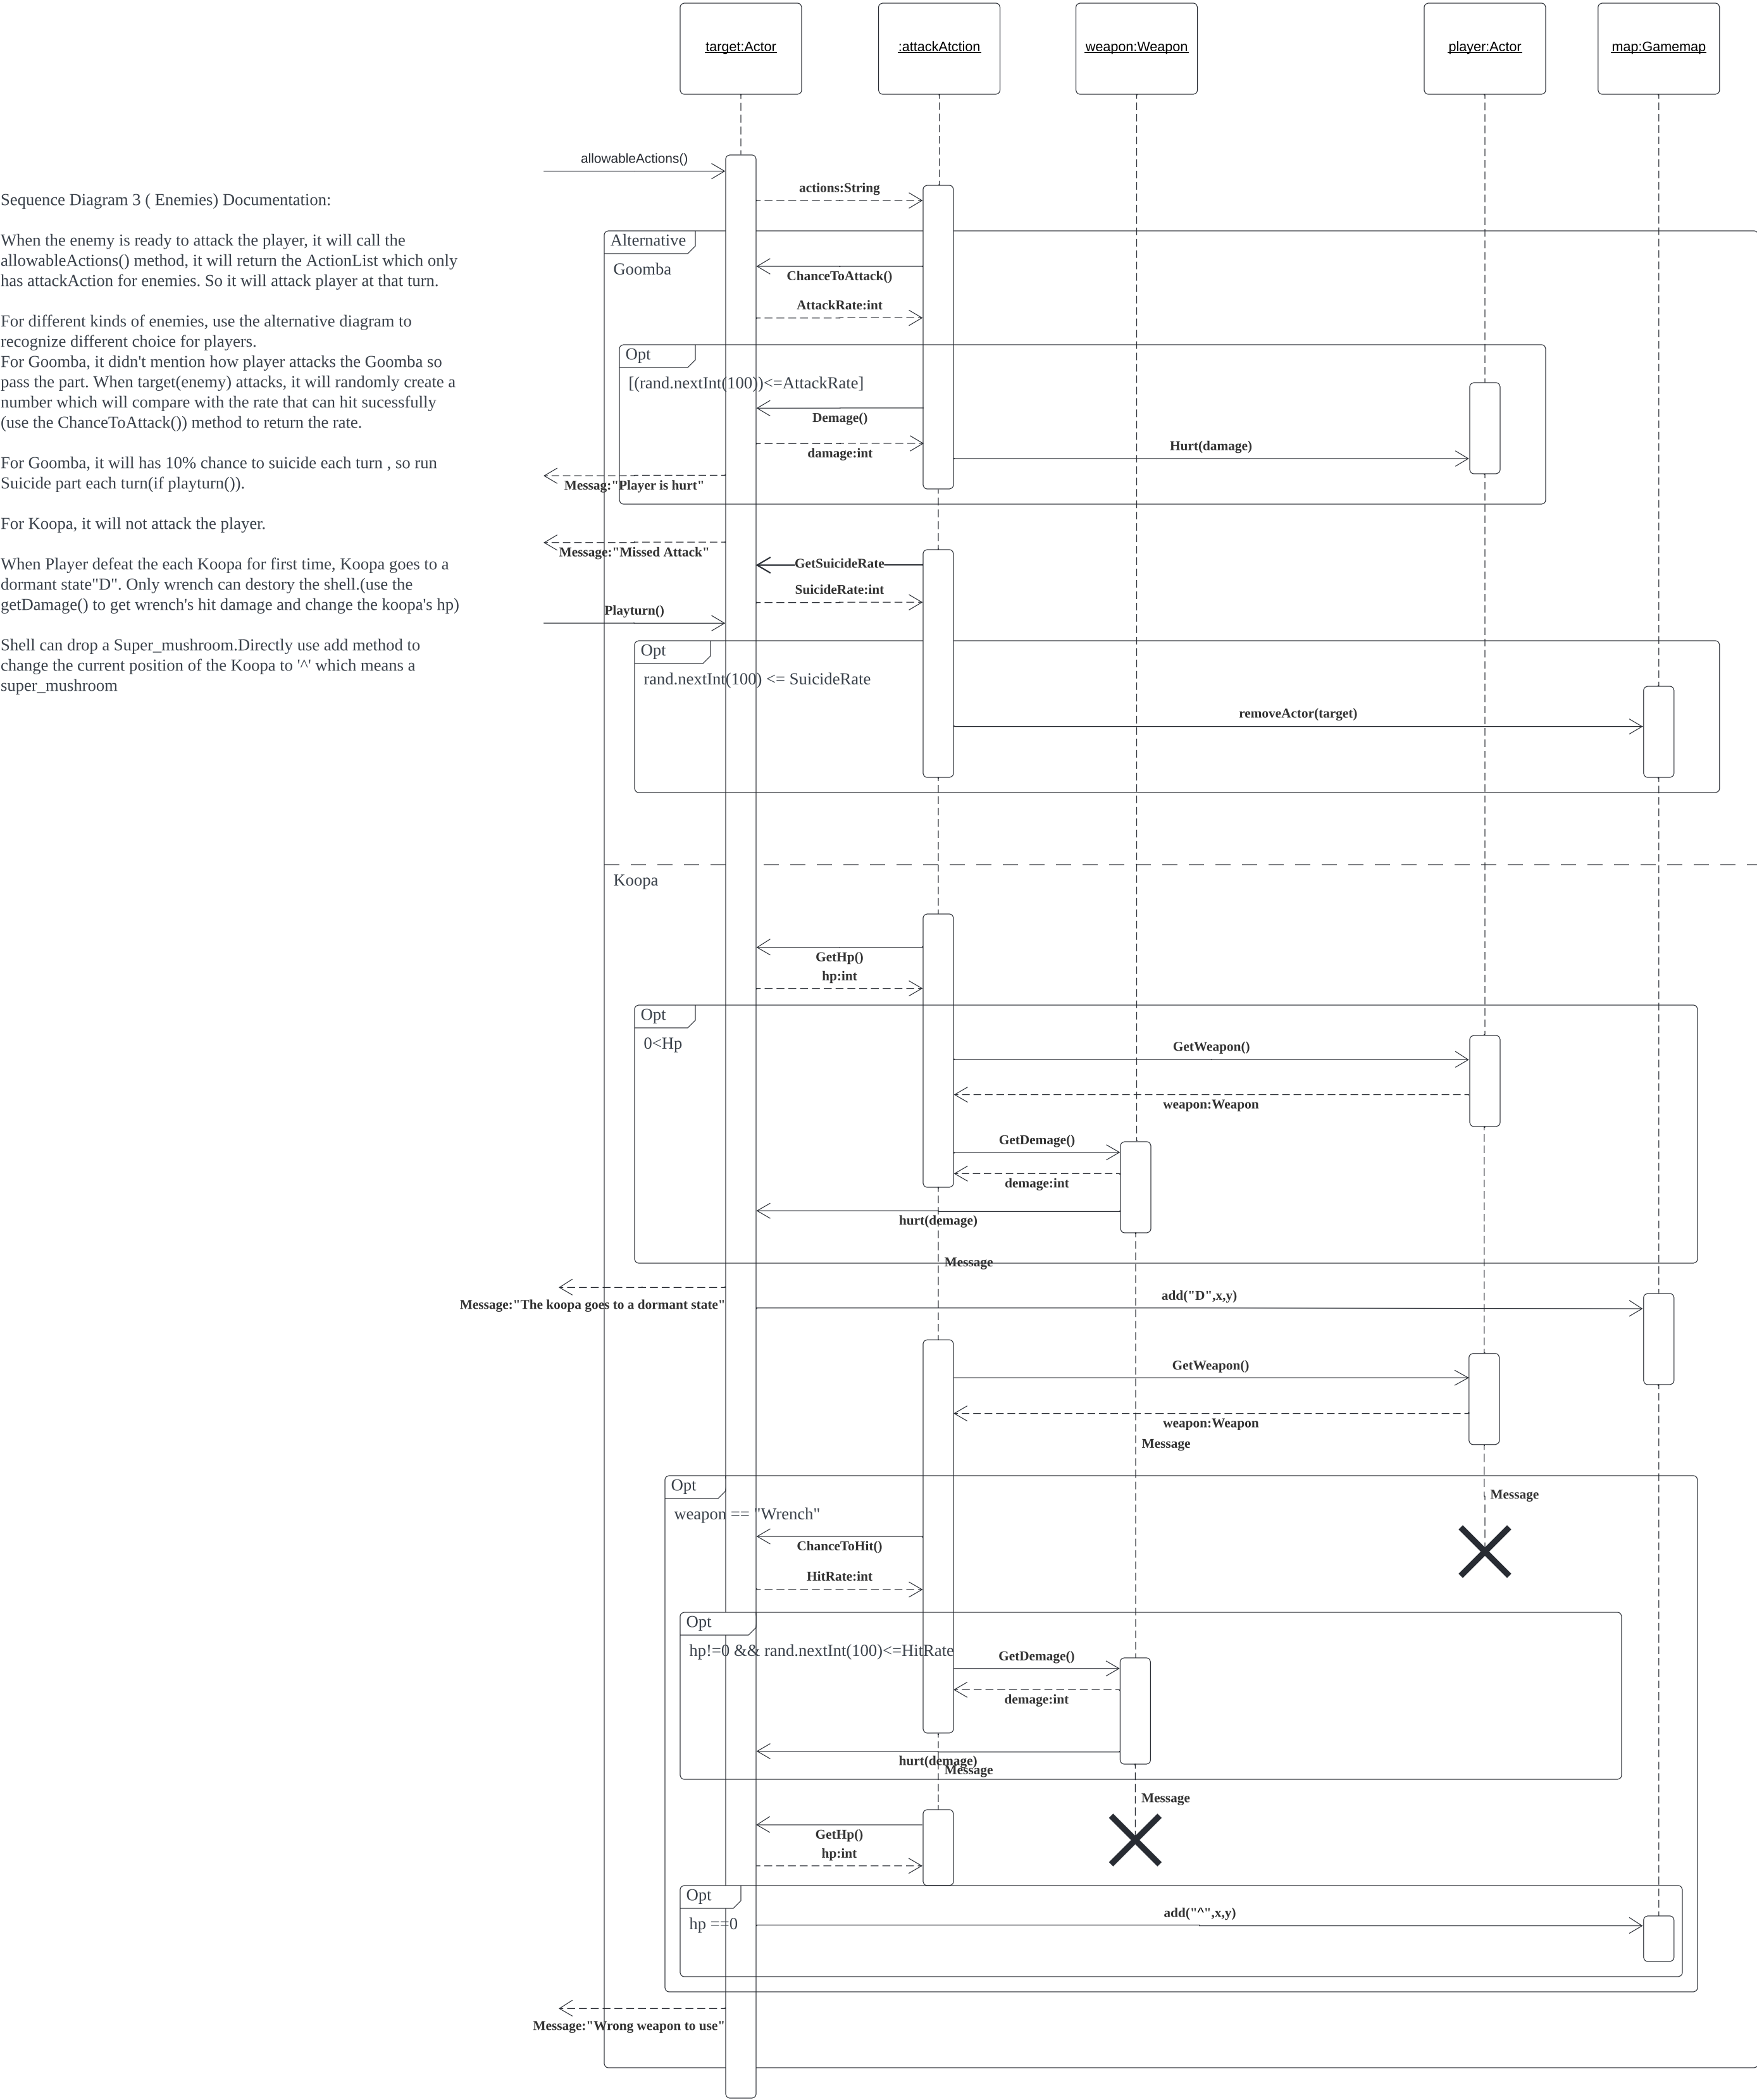 target:Actor
:attackAtction
weapon:Weapon
player:Actor
map:Gamemap
allowableActions()
actions:String
Sequence Diagram 3 ( Enemies) Documentation:
When the enemy is ready to attack the player, it will call the
allowableActions() method, it will return the ActionList which only
has attackAction for enemies. So it will attack player at that turn.
For different kinds of enemies, use the alternative diagram to
recognize different choice for players.
For Goomba, it didn't mention how player attacks the Goomba so
pass the part. When target(enemy) attacks, it will randomly create a
number which will compare with the rate that can hit sucessfully
(use the ChanceToAttack()) method to return the rate.
For Goomba, it will has 10% chance to suicide each turn , so run
Suicide part each turn(if playturn()).
For Koopa, it will not attack the player.
When Player defeat the each Koopa for first time, Koopa goes to a
dormant state"D". Only wrench can destory the shell.(use the
getDamage() to get wrench's hit damage and change the koopa's hp)
Shell can drop a Super_mushroom.Directly use add method to
change the current position of the Koopa to '^' which means a
super_mushroom
Alternative
Goomba
ChanceToAttack()
AttackRate:int
Opt
[(rand.nextInt(100))<=AttackRate]
Demage()
damage:int
Hurt(damage)
Messag:"Player is hurt"
Message:"Missed Attack"
GetSuicideRate
SuicideRate:int
Playturn()
Opt
rand.nextInt(100) <= SuicideRate
removeActor(target)
Koopa
GetHp()
hp:int
Opt
0<Hp
GetWeapon()
weapon:Weapon
GetDemage()
demage:int
hurt(demage)
Message
Message:"The koopa goes to a dormant state"
add("D",x,y)
GetWeapon()
weapon:Weapon
Message
Opt
Message
weapon == "Wrench"
ChanceToHit()
HitRate:int
Opt
hp!=0 && rand.nextInt(100)<=HitRate
GetDemage()
demage:int
hurt(demage)
Message
Message
GetHp()
hp:int
Opt
hp ==0
add("^",x,y)
Message:"Wrong weapon to use"